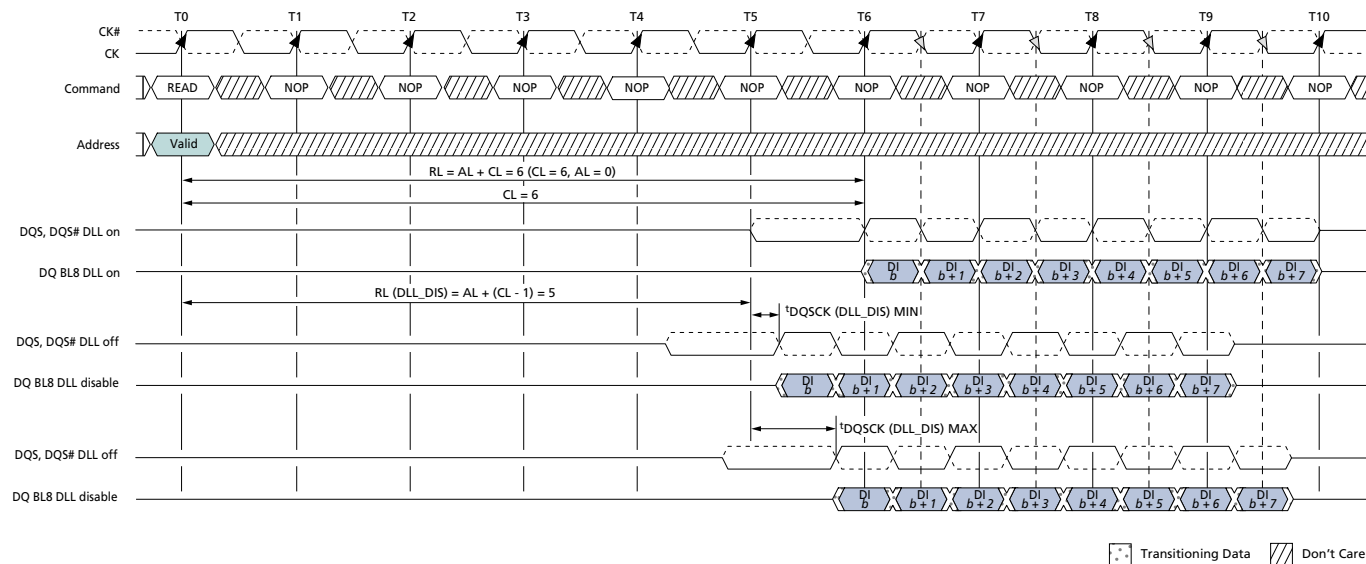 T0 T1 T2 T3 T4 T5 T6 T7 T8 T9 T10
CK#
CK
Command READ NOP NOP NOP NOP NOP NOP NOP NOP NOP NOP
Address Valid
RL = AL + CL = 6 (CL = 6, AL = 0)
CL = 6
DQS, DQS# DLL on
DQ BL8 DLL on DI b DI b + 1 DI b + 2 DI b + 3 DI b + 4 DI b + 5 DI b + 6 DI b + 7
RL (DLL_DIS) = AL + (CL - 1) = 5
tDQSCK (DLL_DIS) MIN
DQS, DQS# DLL off
DQ BL8 DLL disable DI b DI b + 1 DI b + 2 DI b + 3 DI b + 4 DI b + 5 DI b + 6 DI b + 7
tDQSCK (DLL_DIS) MAX
DQS, DQS# DLL off
DQ BL8 DLL disable DI b DI b + 1 DI b + 2 DI b + 3 DI b + 4 DI b + 5 DI b + 6 DI b + 7
Transitioning Data Don't Care